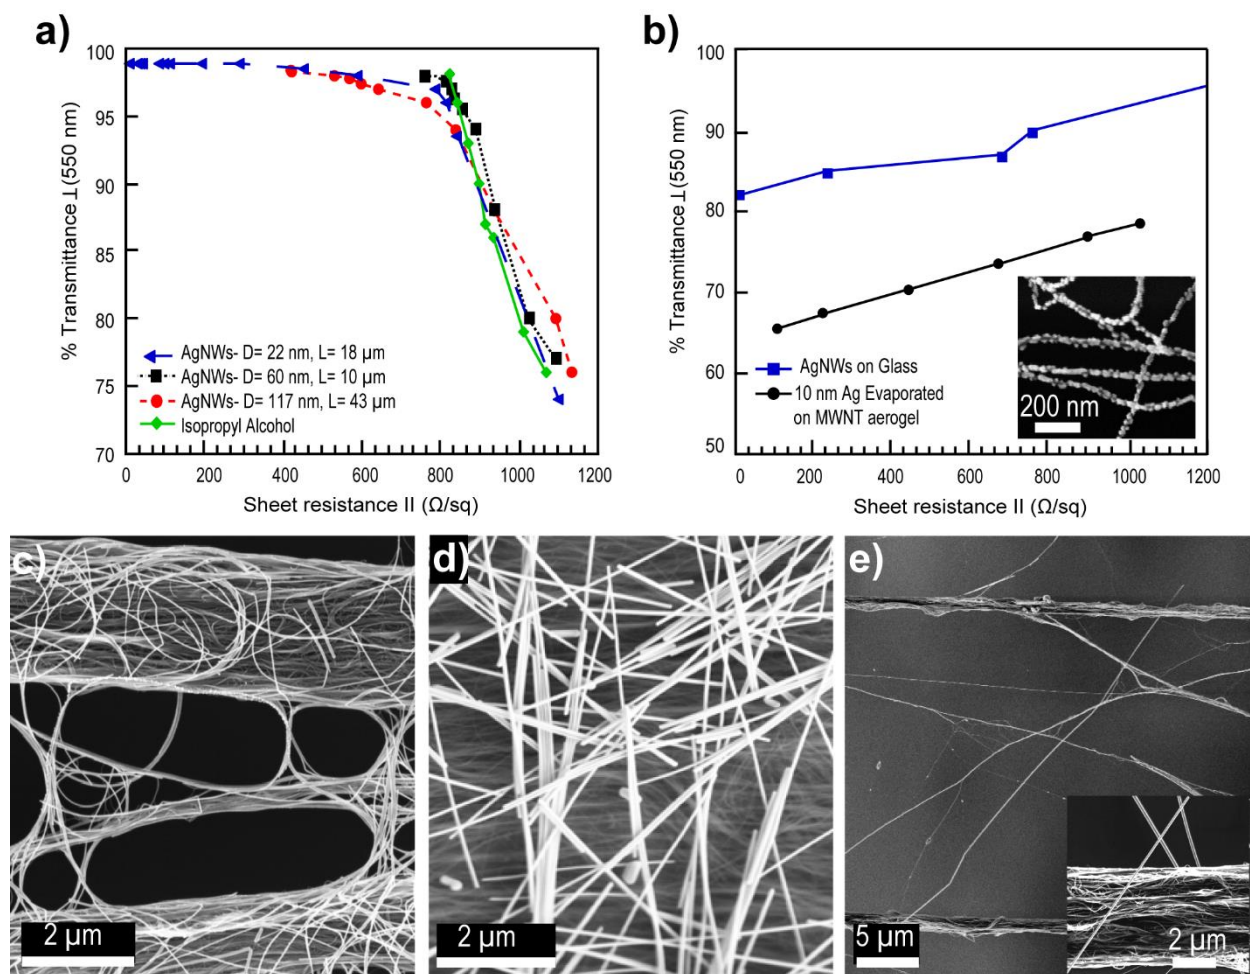 a)
100
95
90
85
80
75
70
% Transmittance ⊥ (550 nm)
AgNWs- D= 22 nm, L= 18 µm
AgNWs- D= 60 nm, L= 10 µm
AgNWs- D= 117 nm, L= 43 µm
Isopropyl Alcohol
0 200 400 600 800 1000 1200
Sheet resistance II (Ω/sq)
b)
100
90
80
70
60
50
% Transmittance ⊥ (550 nm)
AgNWs on Glass
10 nm Ag Evaporated
on MWNT aerogel
200 nm
0 200 400 600 800 1000 1200
Sheet resistance II (Ω/sq)
c)
2 µm
d)
2 µm
e)
5 µm
2 µm